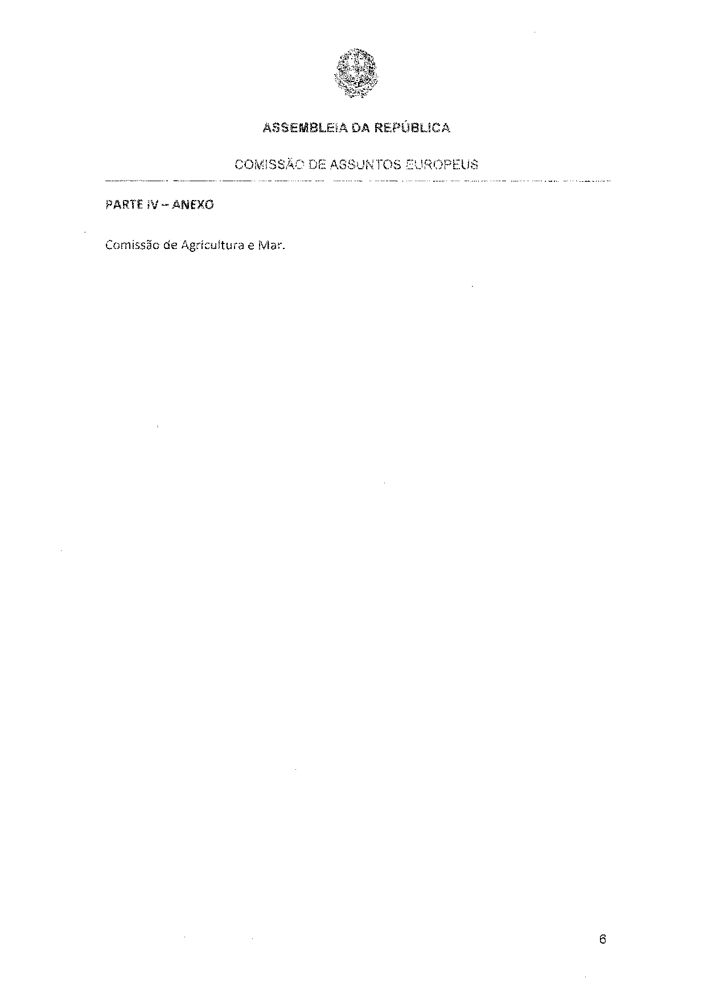 ASSEMBLEIA DA REPÚBLICA
COMISSÃO DE ASSUNTOS EUROPEUS
PARTE IV – ANEXO
Comissão de Agricultura e Mar.
6